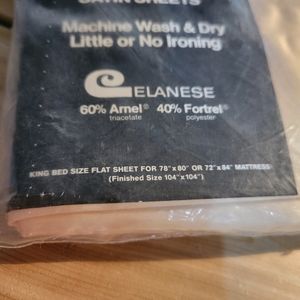 SATIN SHEETS
Machine Wash & Dry
Little or No Ironing
CELANESE
60% Arnel® 40% Fortrel®
triacetate polyester
KING BED SIZE FLAT SHEET FOR 78"x80" OR 72"x84" MATTRESS
(Finished Size 104"x104")